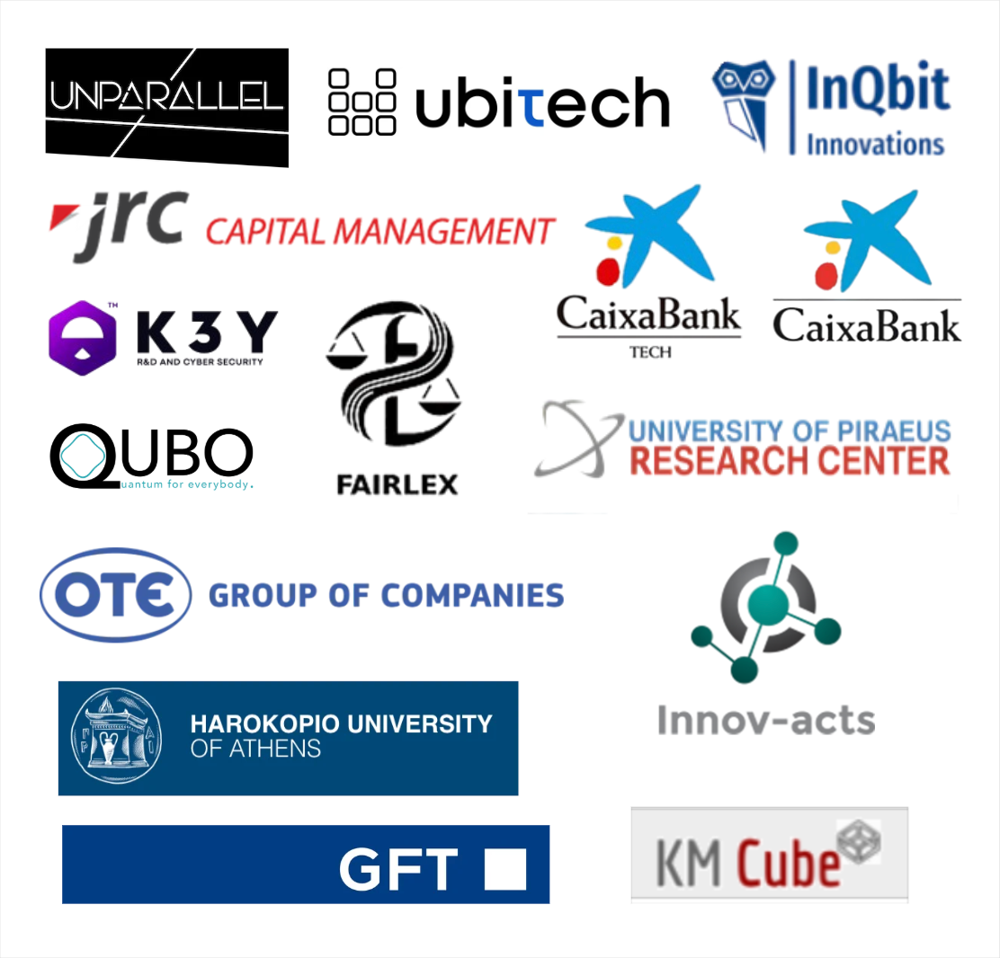 UNPARALLEL
ubitech
InQbit
Innovations
jrc CAPITAL MANAGEMENT
CaixaBank
TECH
CaixaBank
K3Y
TM
R&D AND CYBER SECURITY
FAIRLEX
QUBO
uantum for everybody.
UNIVERSITY OF PIRAEUS
RESEARCH CENTER
OTE GROUP OF COMPANIES
Innov-acts
HAROKOPIO UNIVERSITY
OF ATHENS
GFT
KM Cube